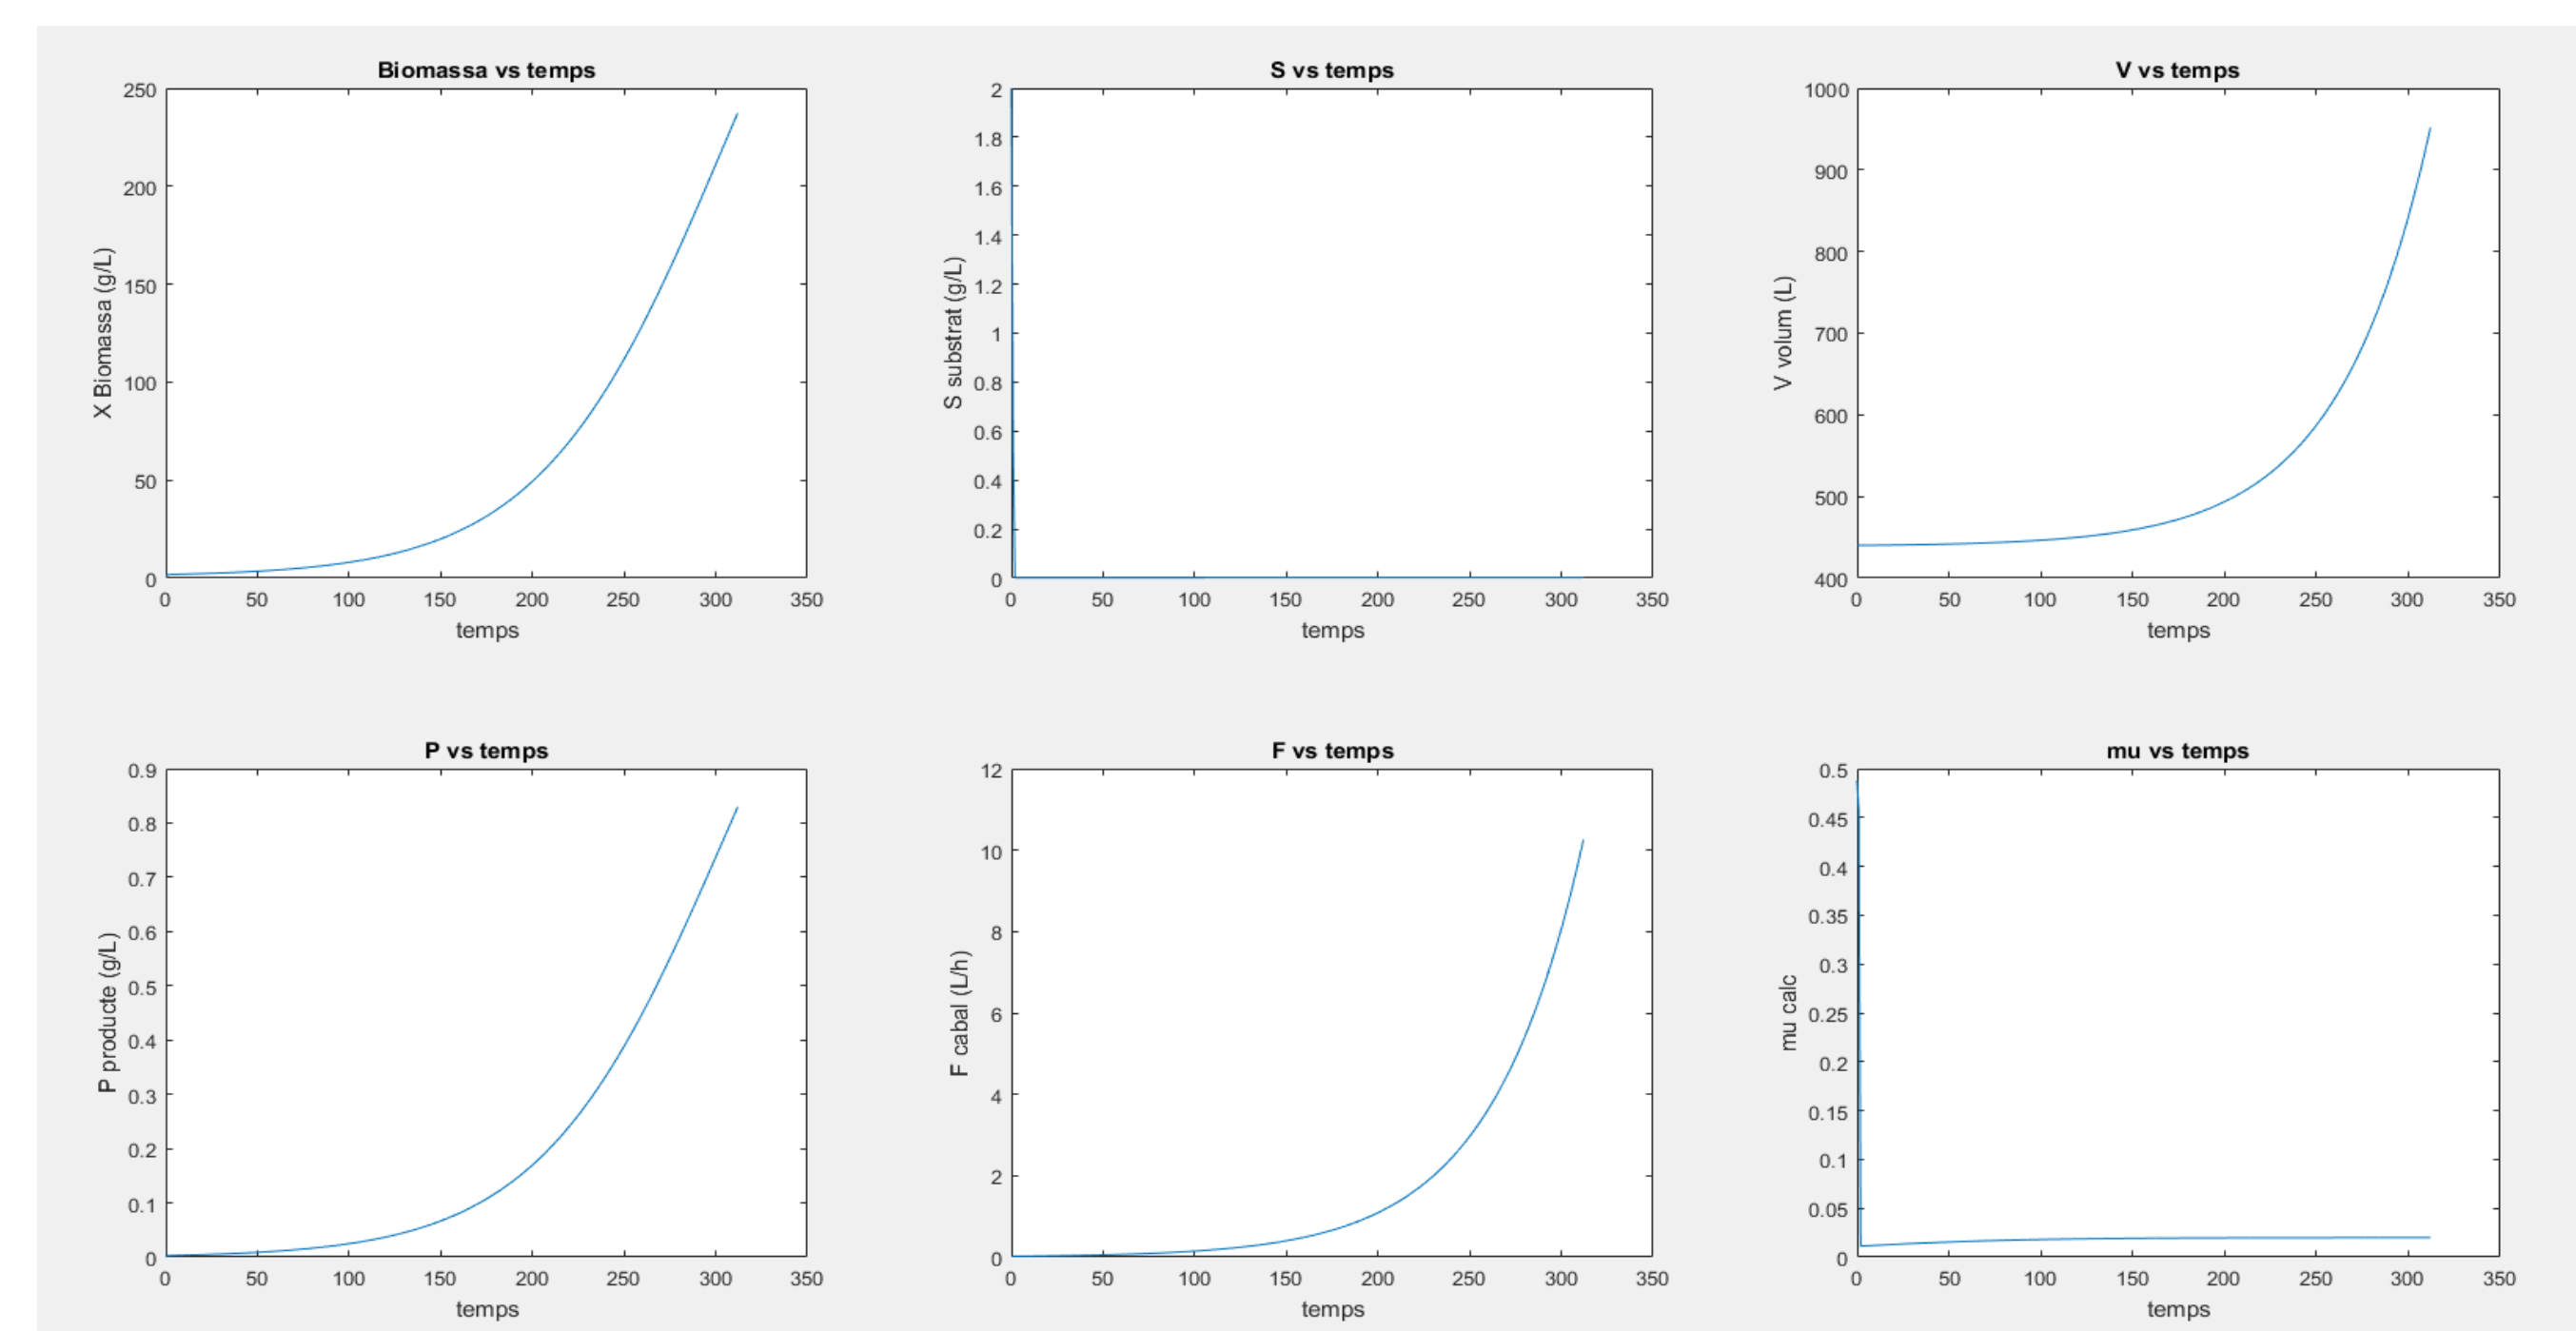 Biomassa vs temps
250
200
150
100
50
0
X Biomassa (g/L)
0 50 100 150 200 250 300 350
temps
S vs temps
2
1.8
1.6
1.4
1.2
1
0.8
0.6
0.4
0.2
0
S substrat (g/L)
0 50 100 150 200 250 300 350
temps
V vs temps
1000
900
800
700
600
500
400
V volum (L)
0 50 100 150 200 250 300 350
temps
P vs temps
0.9
0.8
0.7
0.6
0.5
0.4
0.3
0.2
0.1
0
P producte (g/L)
0 50 100 150 200 250 300 350
temps
F vs temps
12
10
8
6
4
2
0
F cabal (L/h)
0 50 100 150 200 250 300 350
temps
mu vs temps
0.5
0.45
0.4
0.35
0.3
0.25
0.2
0.15
0.1
0.05
0
mu calc
0 50 100 150 200 250 300 350
temps